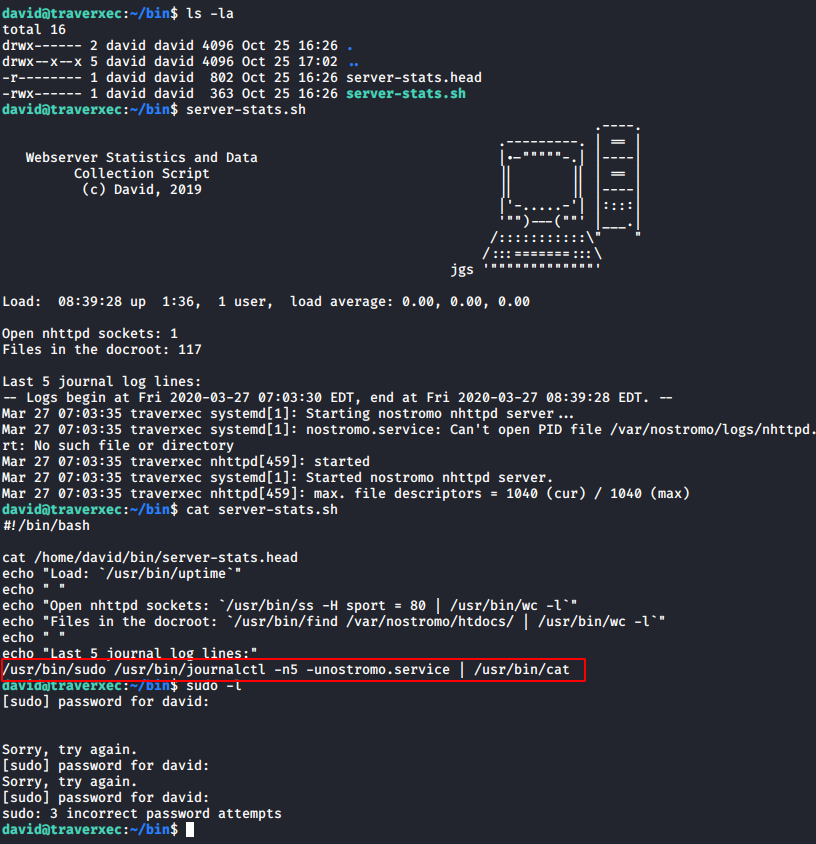 david@traverxec:~/bin$ ls -la
total 16
drwx------ 2 david david 4096 Oct 25 16:26 .
drwx--x--x 5 david david 4096 Oct 25 17:02 ..
-r-------- 1 david david  802 Oct 25 16:26 server-stats.head
-rwx------ 1 david david  363 Oct 25 16:26 server-stats.sh
david@traverxec:~/bin$ server-stats.sh
                                                                          .----.
                                                              .---------. | == |
   Webserver Statistics and Data                              |•-"""""-.| |----|
         Collection Script                                    ||       || | == |
          (c) David, 2019                                     ||       || |----|
                                                              |'-.....-'| |::::|
                                                              '"")---(""' |___.|
                                                             /:::::::::::\"    "
                                                            /:::=======:::\
                                                        jgs '"""""""""""""'
Load:  08:39:28 up  1:36,  1 user,  load average: 0.00, 0.00, 0.00
Open nhttpd sockets: 1
Files in the docroot: 117
Last 5 journal log lines:
-- Logs begin at Fri 2020-03-27 07:03:30 EDT, end at Fri 2020-03-27 08:39:28 EDT. --
Mar 27 07:03:35 traverxec systemd[1]: Starting nostromo nhttpd server...
Mar 27 07:03:35 traverxec systemd[1]: nostromo.service: Can't open PID file /var/nostromo/logs/nhttpd.
rt: No such file or directory
Mar 27 07:03:35 traverxec nhttpd[459]: started
Mar 27 07:03:35 traverxec systemd[1]: Started nostromo nhttpd server.
Mar 27 07:03:35 traverxec nhttpd[459]: max. file descriptors = 1040 (cur) / 1040 (max)
david@traverxec:~/bin$ cat server-stats.sh
#!/bin/bash
cat /home/david/bin/server-stats.head
echo "Load: `/usr/bin/uptime`"
echo " "
echo "Open nhttpd sockets: `/usr/bin/ss -H sport = 80 | /usr/bin/wc -l`"
echo "Files in the docroot: `/usr/bin/find /var/nostromo/htdocs/ | /usr/bin/wc -l`"
echo " "
echo "Last 5 journal log lines:"
/usr/bin/sudo /usr/bin/journalctl -n5 -unostromo.service | /usr/bin/cat
david@traverxec:~/bin$ sudo -l
[sudo] password for david:
Sorry, try again.
[sudo] password for david:
Sorry, try again.
[sudo] password for david:
sudo: 3 incorrect password attempts
david@traverxec:~/bin$